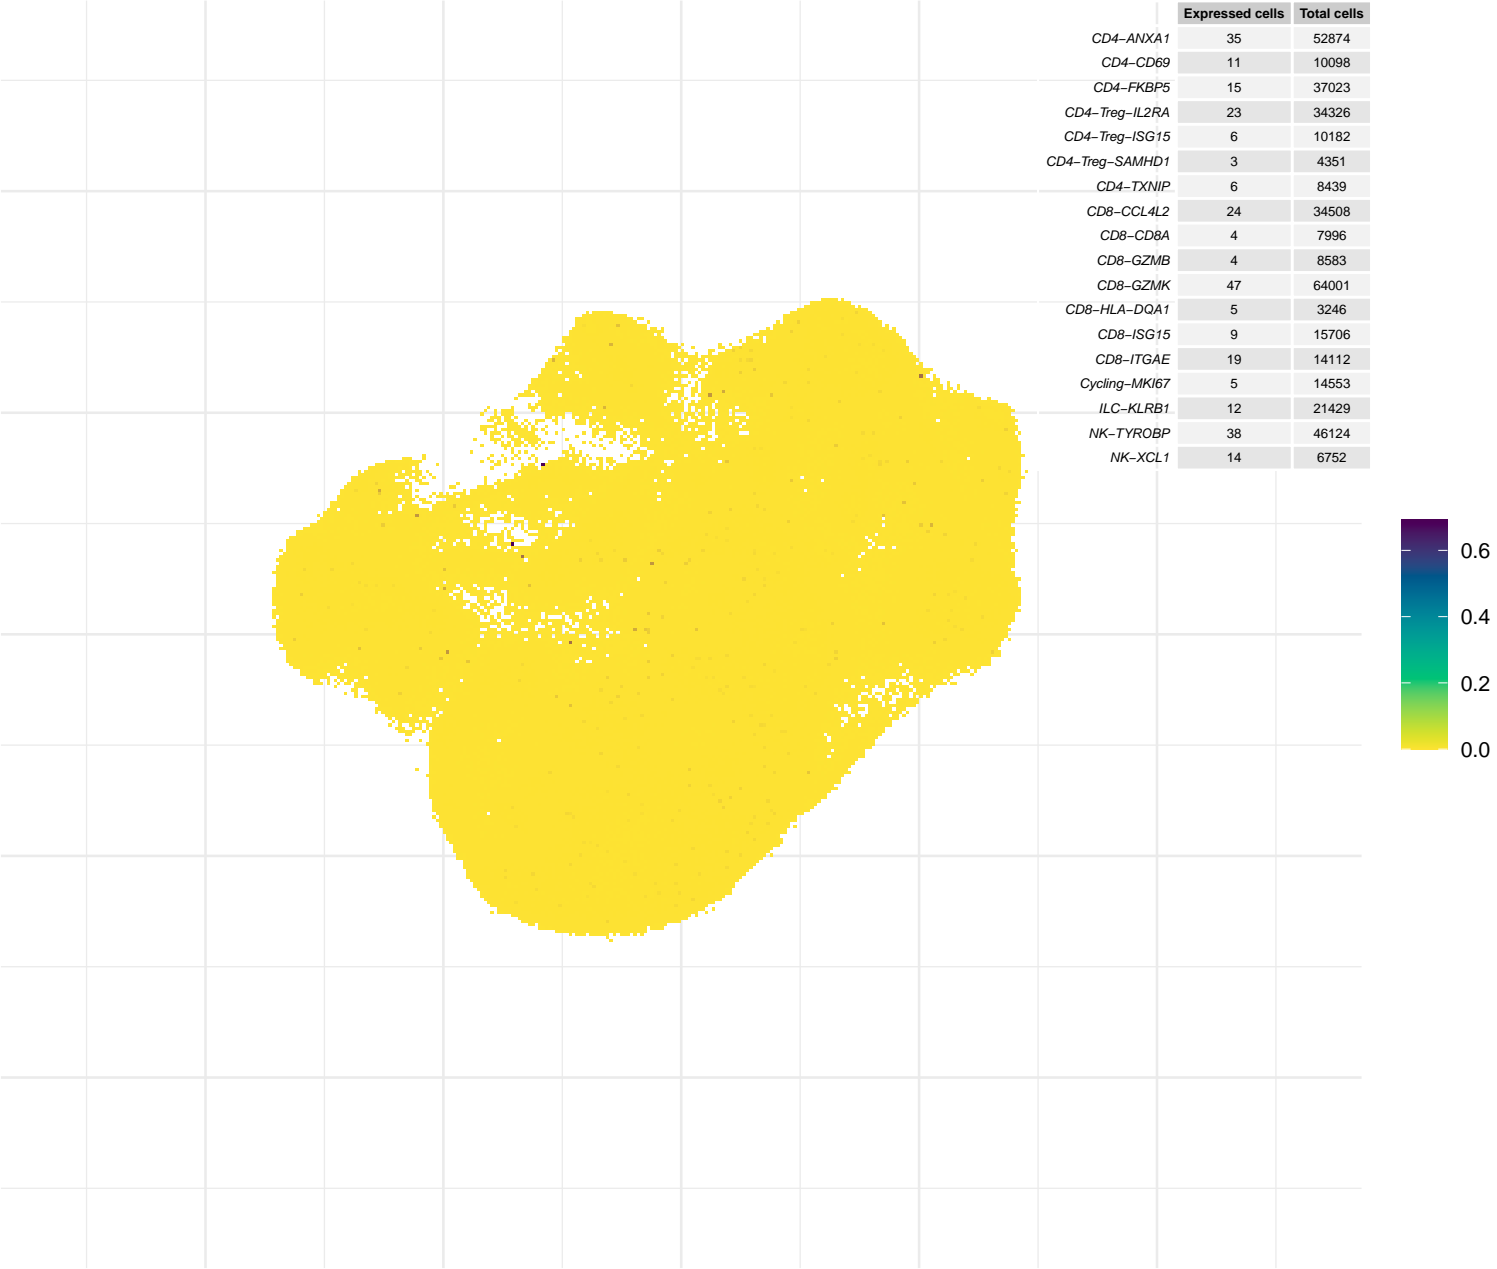 Expressed cells Total cells
CD4−ANXA1 35 52874
CD4−CD69 11 10098
CD4−FKBP5 15 37023
CD4−Treg−IL2RA 23 34326
CD4−Treg−ISG15 6 10182
CD4−Treg−SAMHD1 3 4351
CD4−TXNIP 6 8439
CD8−CCL4L2 24 34508
CD8−CD8A 4 7996
CD8−GZMB 4 8583
CD8−GZMK 47 64001
CD8−HLA−DQA1 5 3246
CD8−ISG15 9 15706
CD8−ITGAE 19 14112
Cycling−MKI67 5 14553
ILC−KLRB1 12 21429
NK−TYROBP 38 46124
NK−XCL1 14 6752
0.6
0.4
0.2
0.0